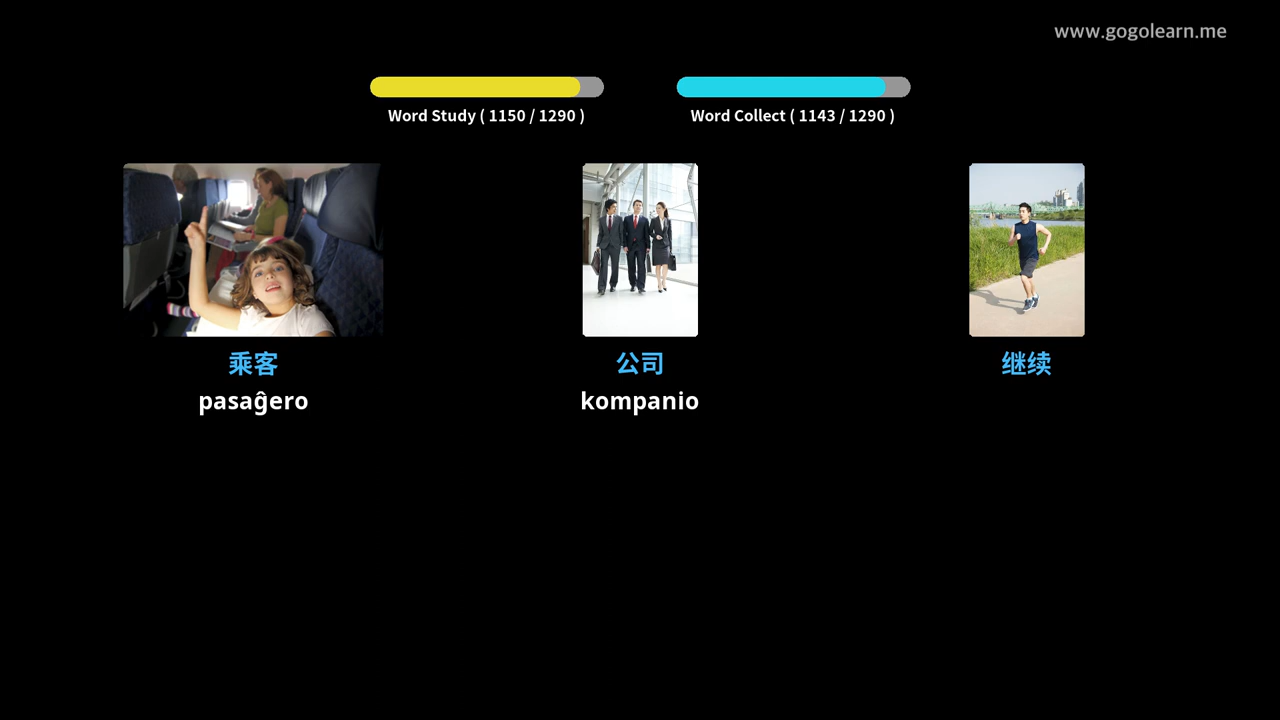 www.gogolearn.me
Word Study ( 1150 / 1290 )
Word Collect ( 1143 / 1290 )
乘客
公司
继续
pasaĝero
kompanio